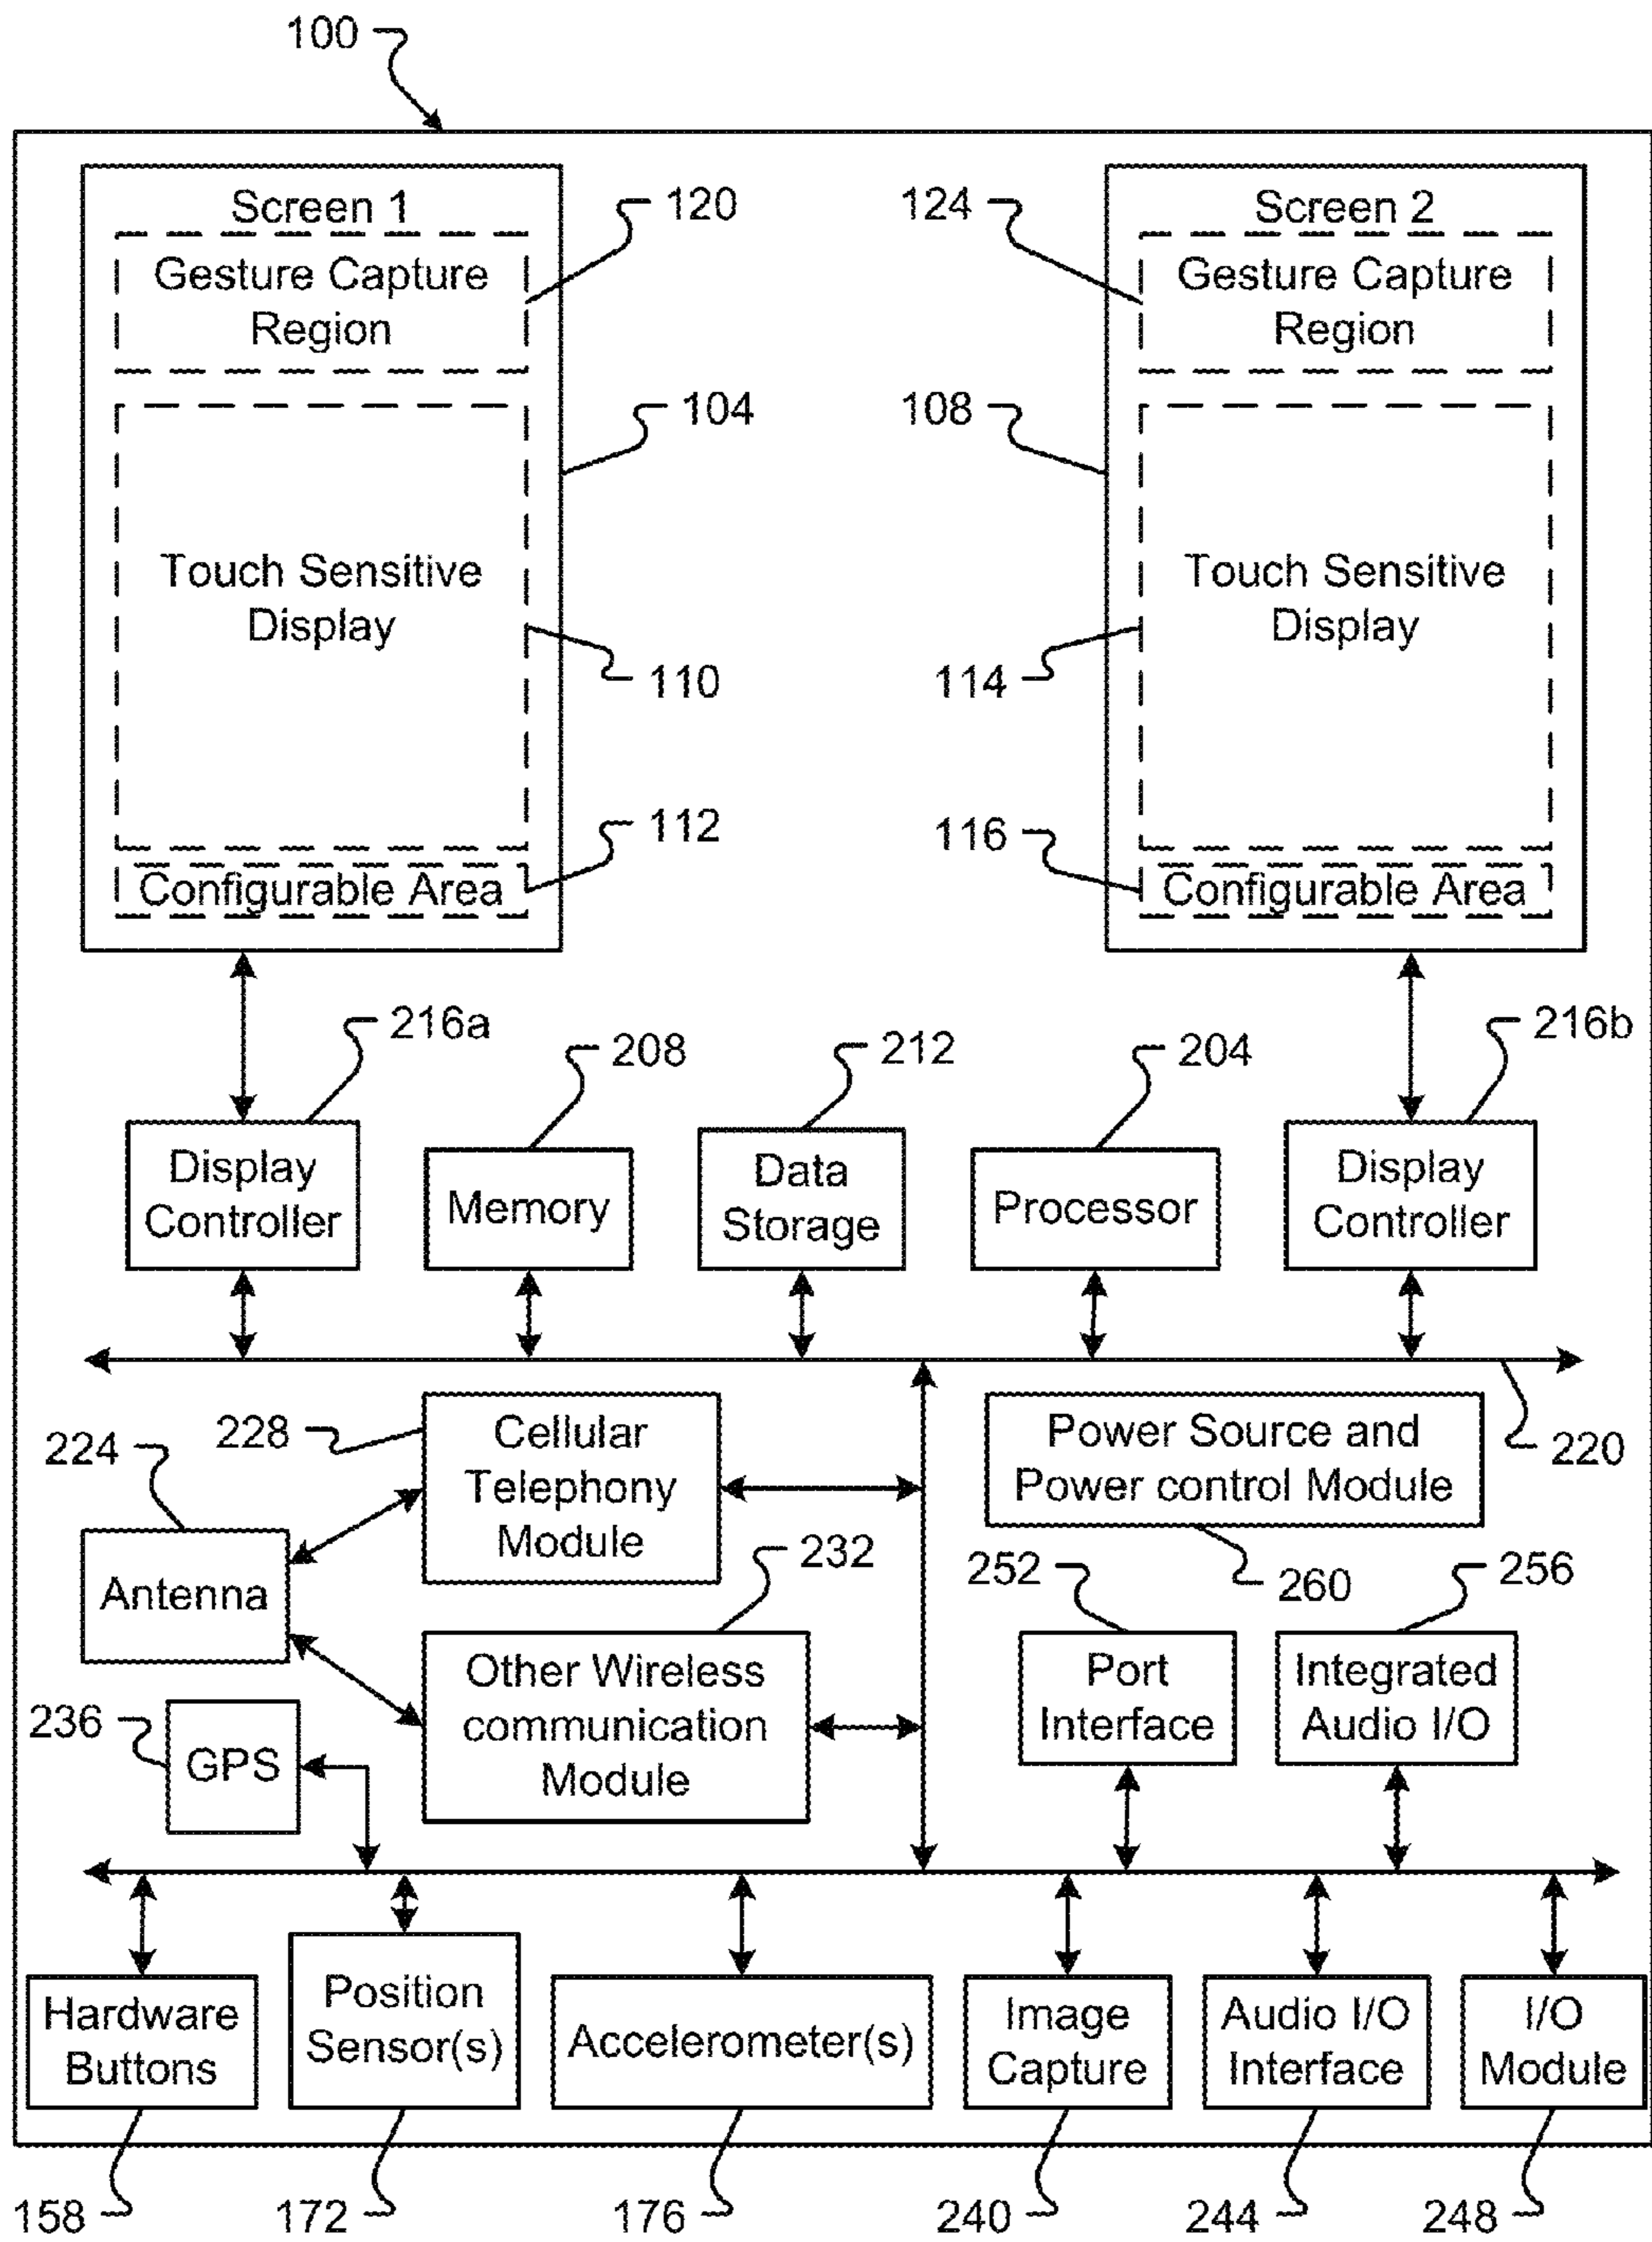 100
Screen 1
Gesture Capture
Region
120
Touch Sensitive
Display
104
110
Configurable Area
112
Screen 2
124
Gesture Capture
Region
108
Touch Sensitive
Display
114
116
Configurable Area
216a
208
212
204
216b
Display
Controller
Memory
Data
Storage
Processor
Display
Controller
220
224
228
Cellular
Telephony
Module
Power Source and
Power control Module
260
Antenna
232
Other Wireless
communication
Module
252
Port
Interface
256
Integrated
Audio I/O
236
GPS
Hardware
Buttons
Position
Sensor(s)
Accelerometer(s)
Image
Capture
Audio I/O
Interface
I/O
Module
158
172
176
240
244
248